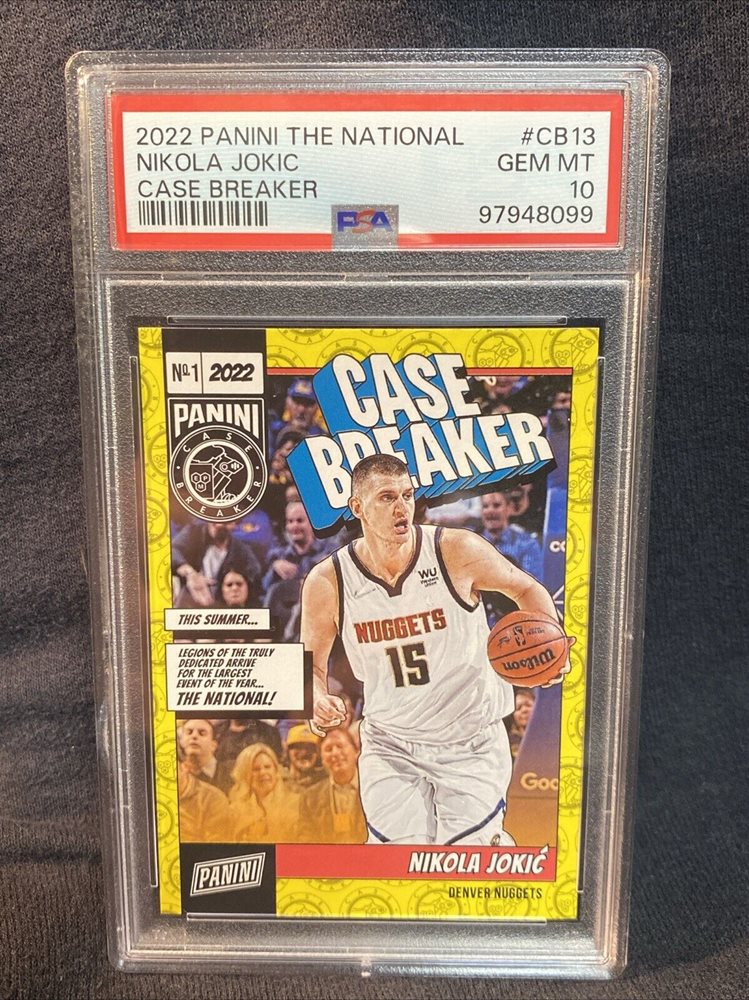 2022 PANINI THE NATIONAL #CB13
NIKOLA JOKIC GEM MT
CASE BREAKER 10
PSA 97948099
Nº1 2022
PANINI
CASE BREAKER
CASE
BREAKER
THIS SUMMER...
LEGIONS OF THE TRULY
DEDICATED ARRIVE
FOR THE LARGEST
EVENT OF THE YEAR...
THE NATIONAL!
WU
NUGGETS
15
Wilson
Goo
PANINI
NIKOLA JOKIĆ
DENVER NUGGETS